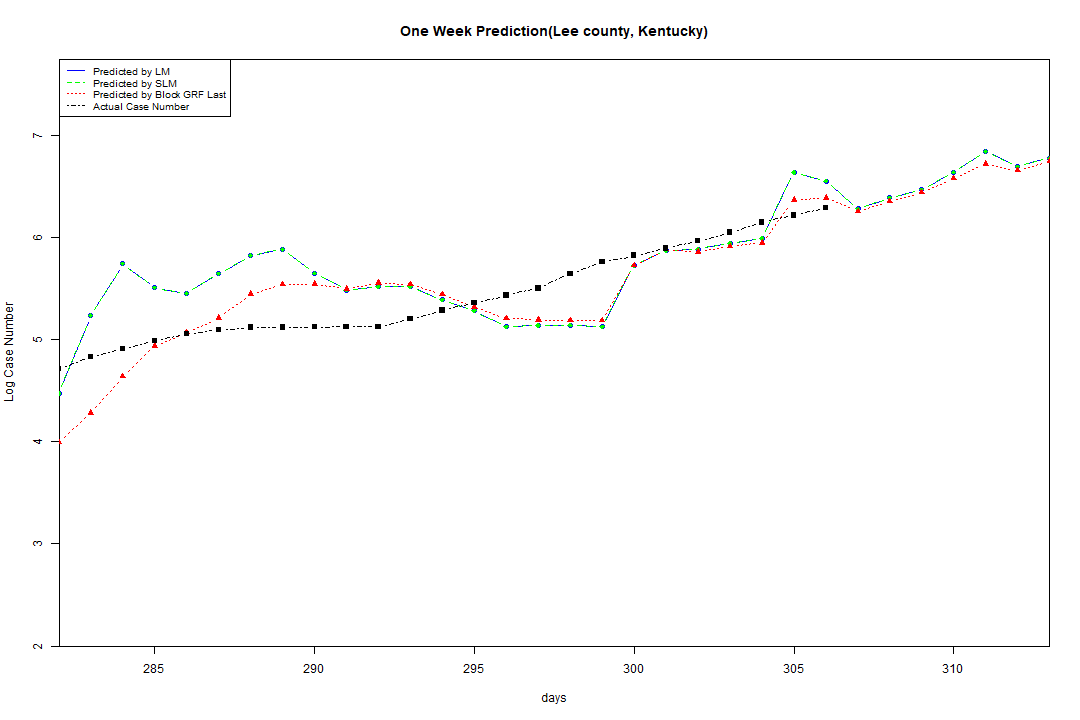 One Week Prediction(Lee county, Kentucky)
Predicted by LM
Predicted by SLM
Predicted by Block GRF Last
Actual Case Number
7
6
5
4
3
2
Log Case Number
285 290 295 300 305 310
days